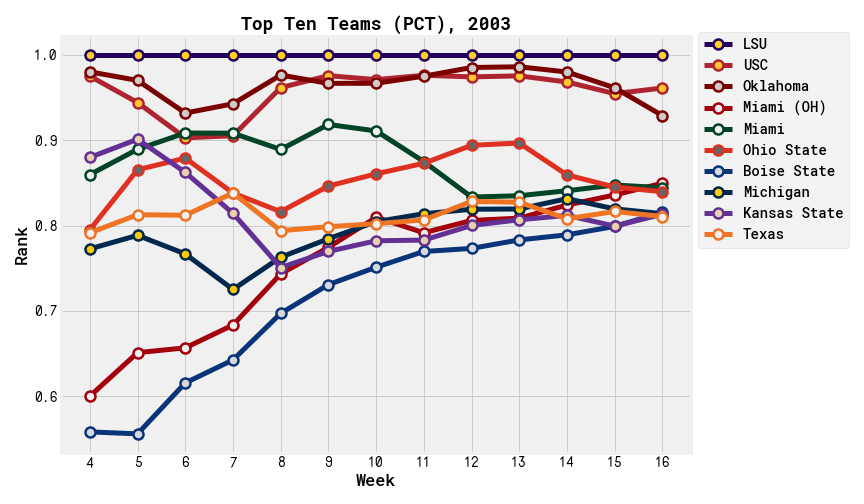 Top Ten Teams (PCT), 2003
LSU
USC
Oklahoma
Miami (OH)
Miami
Ohio State
Boise State
Michigan
Kansas State
Texas
Rank
1.0
0.9
0.8
0.7
0.6
4 5 6 7 8 9 10 11 12 13 14 15 16
Week